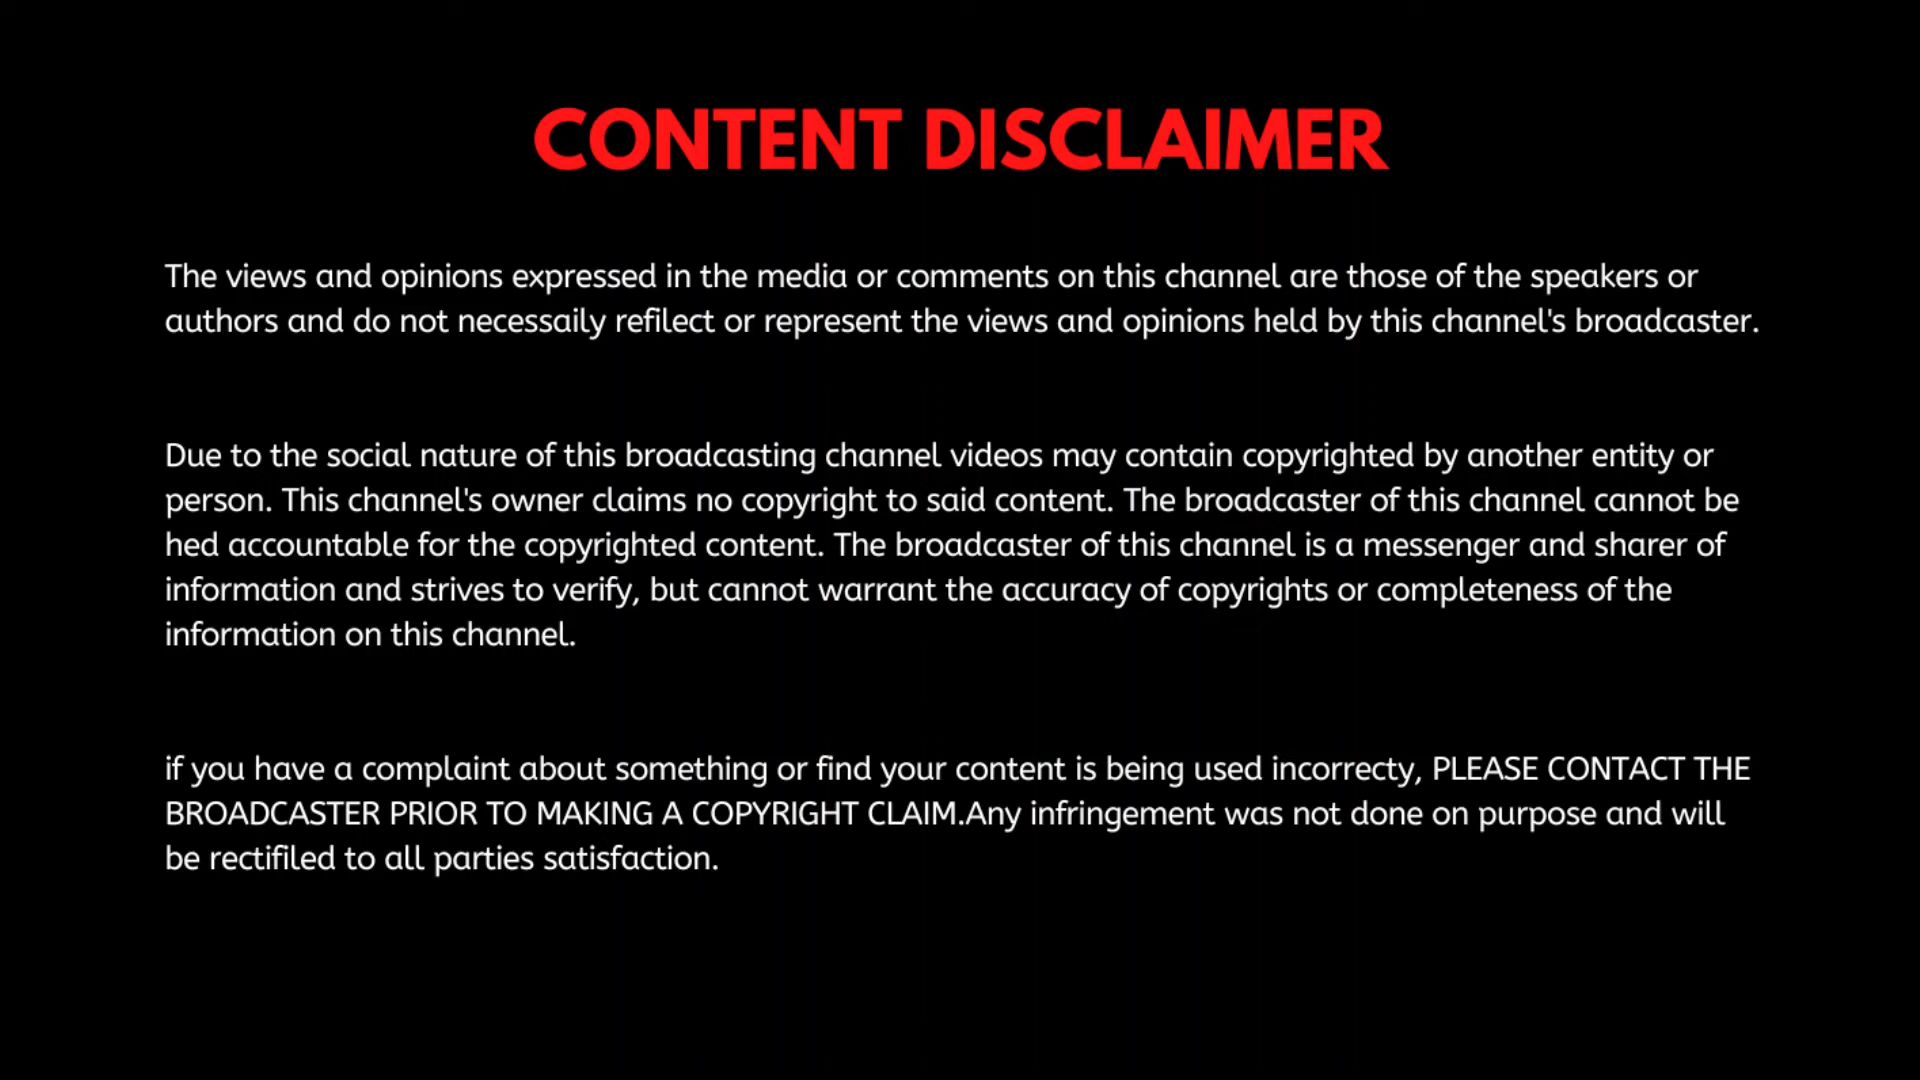 CONTENT DISCLAIMER
The views and opinions expressed in the media or comments on this channel are those of the speakers or
authors and do not necessaily refilect or represent the views and opinions held by this channel's broadcaster.
Due to the social nature of this broadcasting channel videos may contain copyrighted by another entity or
person. This channel's owner claims no copyright to said content. The broadcaster of this channel cannot be
hed accountable for the copyrighted content. The broadcaster of this channel is a messenger and sharer of
information and strives to verify, but cannot warrant the accuracy of copyrights or completeness of the
information on this channel.
if you have a complaint about something or find your content is being used incorrecty, PLEASE CONTACT THE
BROADCASTER PRIOR TO MAKING A COPYRIGHT CLAIM.Any infringement was not done on purpose and will
be rectifiled to all parties satisfaction.